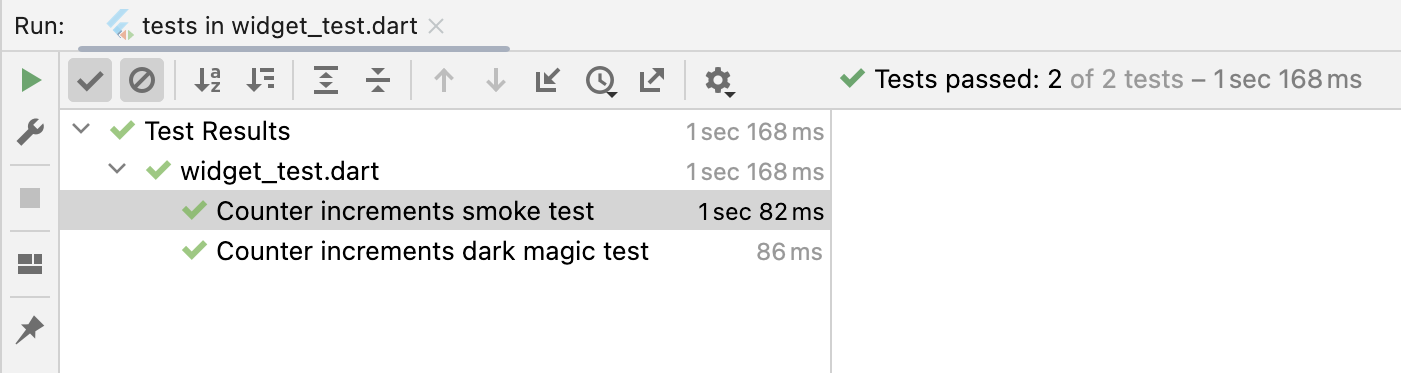 Run: tests in widget_test.dart
Tests passed: 2 of 2 tests – 1 sec 168 ms
Test Results 1 sec 168 ms
widget_test.dart 1 sec 168 ms
Counter increments smoke test 1 sec 82 ms
Counter increments dark magic test 86 ms